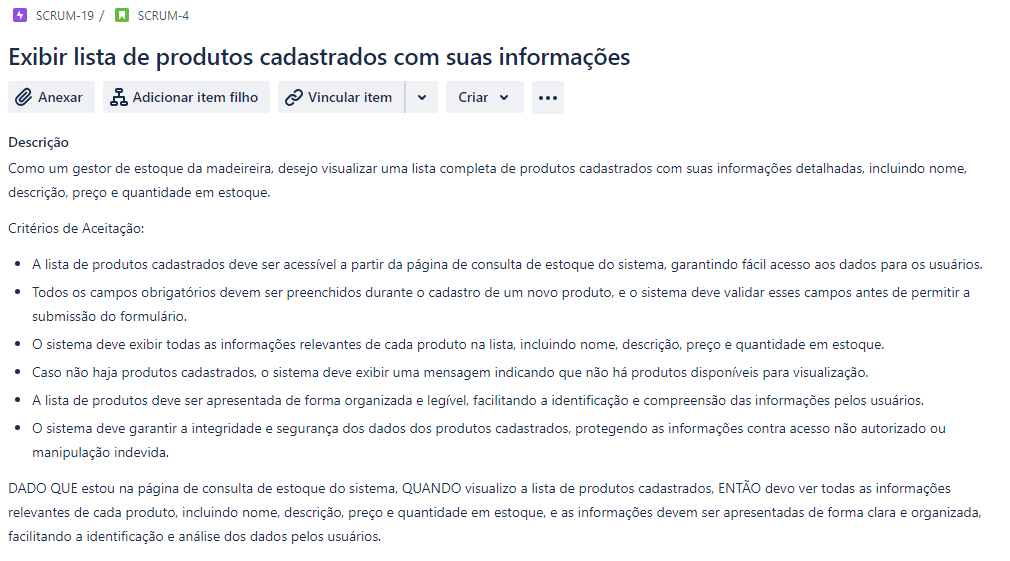 SCRUM-19 / SCRUM-4
Exibir lista de produtos cadastrados com suas informações
Anexar Adicionar item filho Vincular item Criar
Descrição
Como um gestor de estoque da madeireira, desejo visualizar uma lista completa de produtos cadastrados com suas informações detalhadas, incluindo nome,
descrição, preço e quantidade em estoque.
Critérios de Aceitação:
• A lista de produtos cadastrados deve ser acessível a partir da página de consulta de estoque do sistema, garantindo fácil acesso aos dados para os usuários.
• Todos os campos obrigatórios devem ser preenchidos durante o cadastro de um novo produto, e o sistema deve validar esses campos antes de permitir a
submissão do formulário.
• O sistema deve exibir todas as informações relevantes de cada produto na lista, incluindo nome, descrição, preço e quantidade em estoque.
• Caso não haja produtos cadastrados, o sistema deve exibir uma mensagem indicando que não há produtos disponíveis para visualização.
• A lista de produtos deve ser apresentada de forma organizada e legível, facilitando a identificação e compreensão das informações pelos usuários.
• O sistema deve garantir a integridade e segurança dos dados dos produtos cadastrados, protegendo as informações contra acesso não autorizado ou
manipulação indevida.
DADO QUE estou na página de consulta de estoque do sistema, QUANDO visualizo a lista de produtos cadastrados, ENTÃO devo ver todas as informações
relevantes de cada produto, incluindo nome, descrição, preço e quantidade em estoque, e as informações devem ser apresentadas de forma clara e organizada,
facilitando a identificação e análise dos dados pelos usuários.